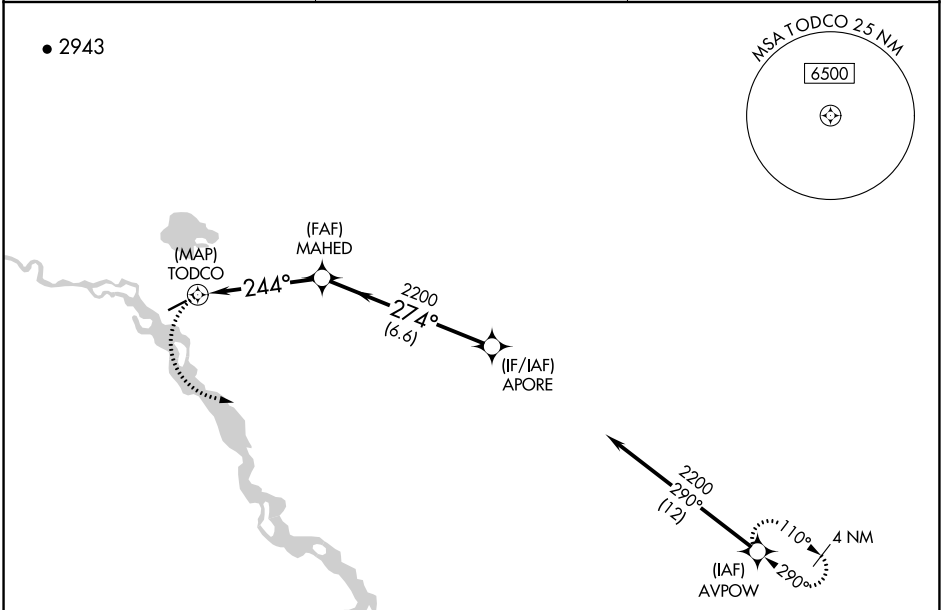 2943
MSA TODCO 25 NM
6500
(FAF)
MAHED
(MAP)
TODCO
244°
2200
274°
(6.6)
(IF/IAF)
APORE
2200
290°
(12)
110°
4 NM
290°
(IAF)
AVPOW